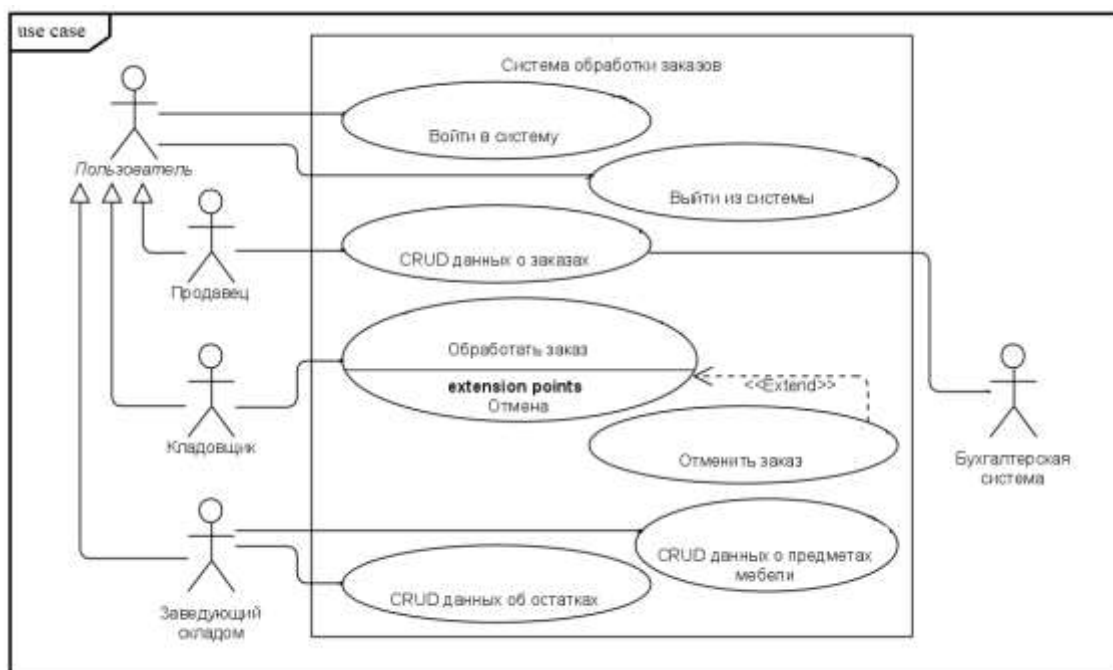 use case
Система обработки заказов
Войти в систему
Пользователь
Выйти из системы
CRUD данных о заказах
Продавец
Обработать заказ
extension points
Отмена
<<Extend>>
Кладовщик
Отменить заказ
Бухгалтерская
система
CRUD данных о предметах
мебели
CRUD данных об остатках
Заведующий
складом